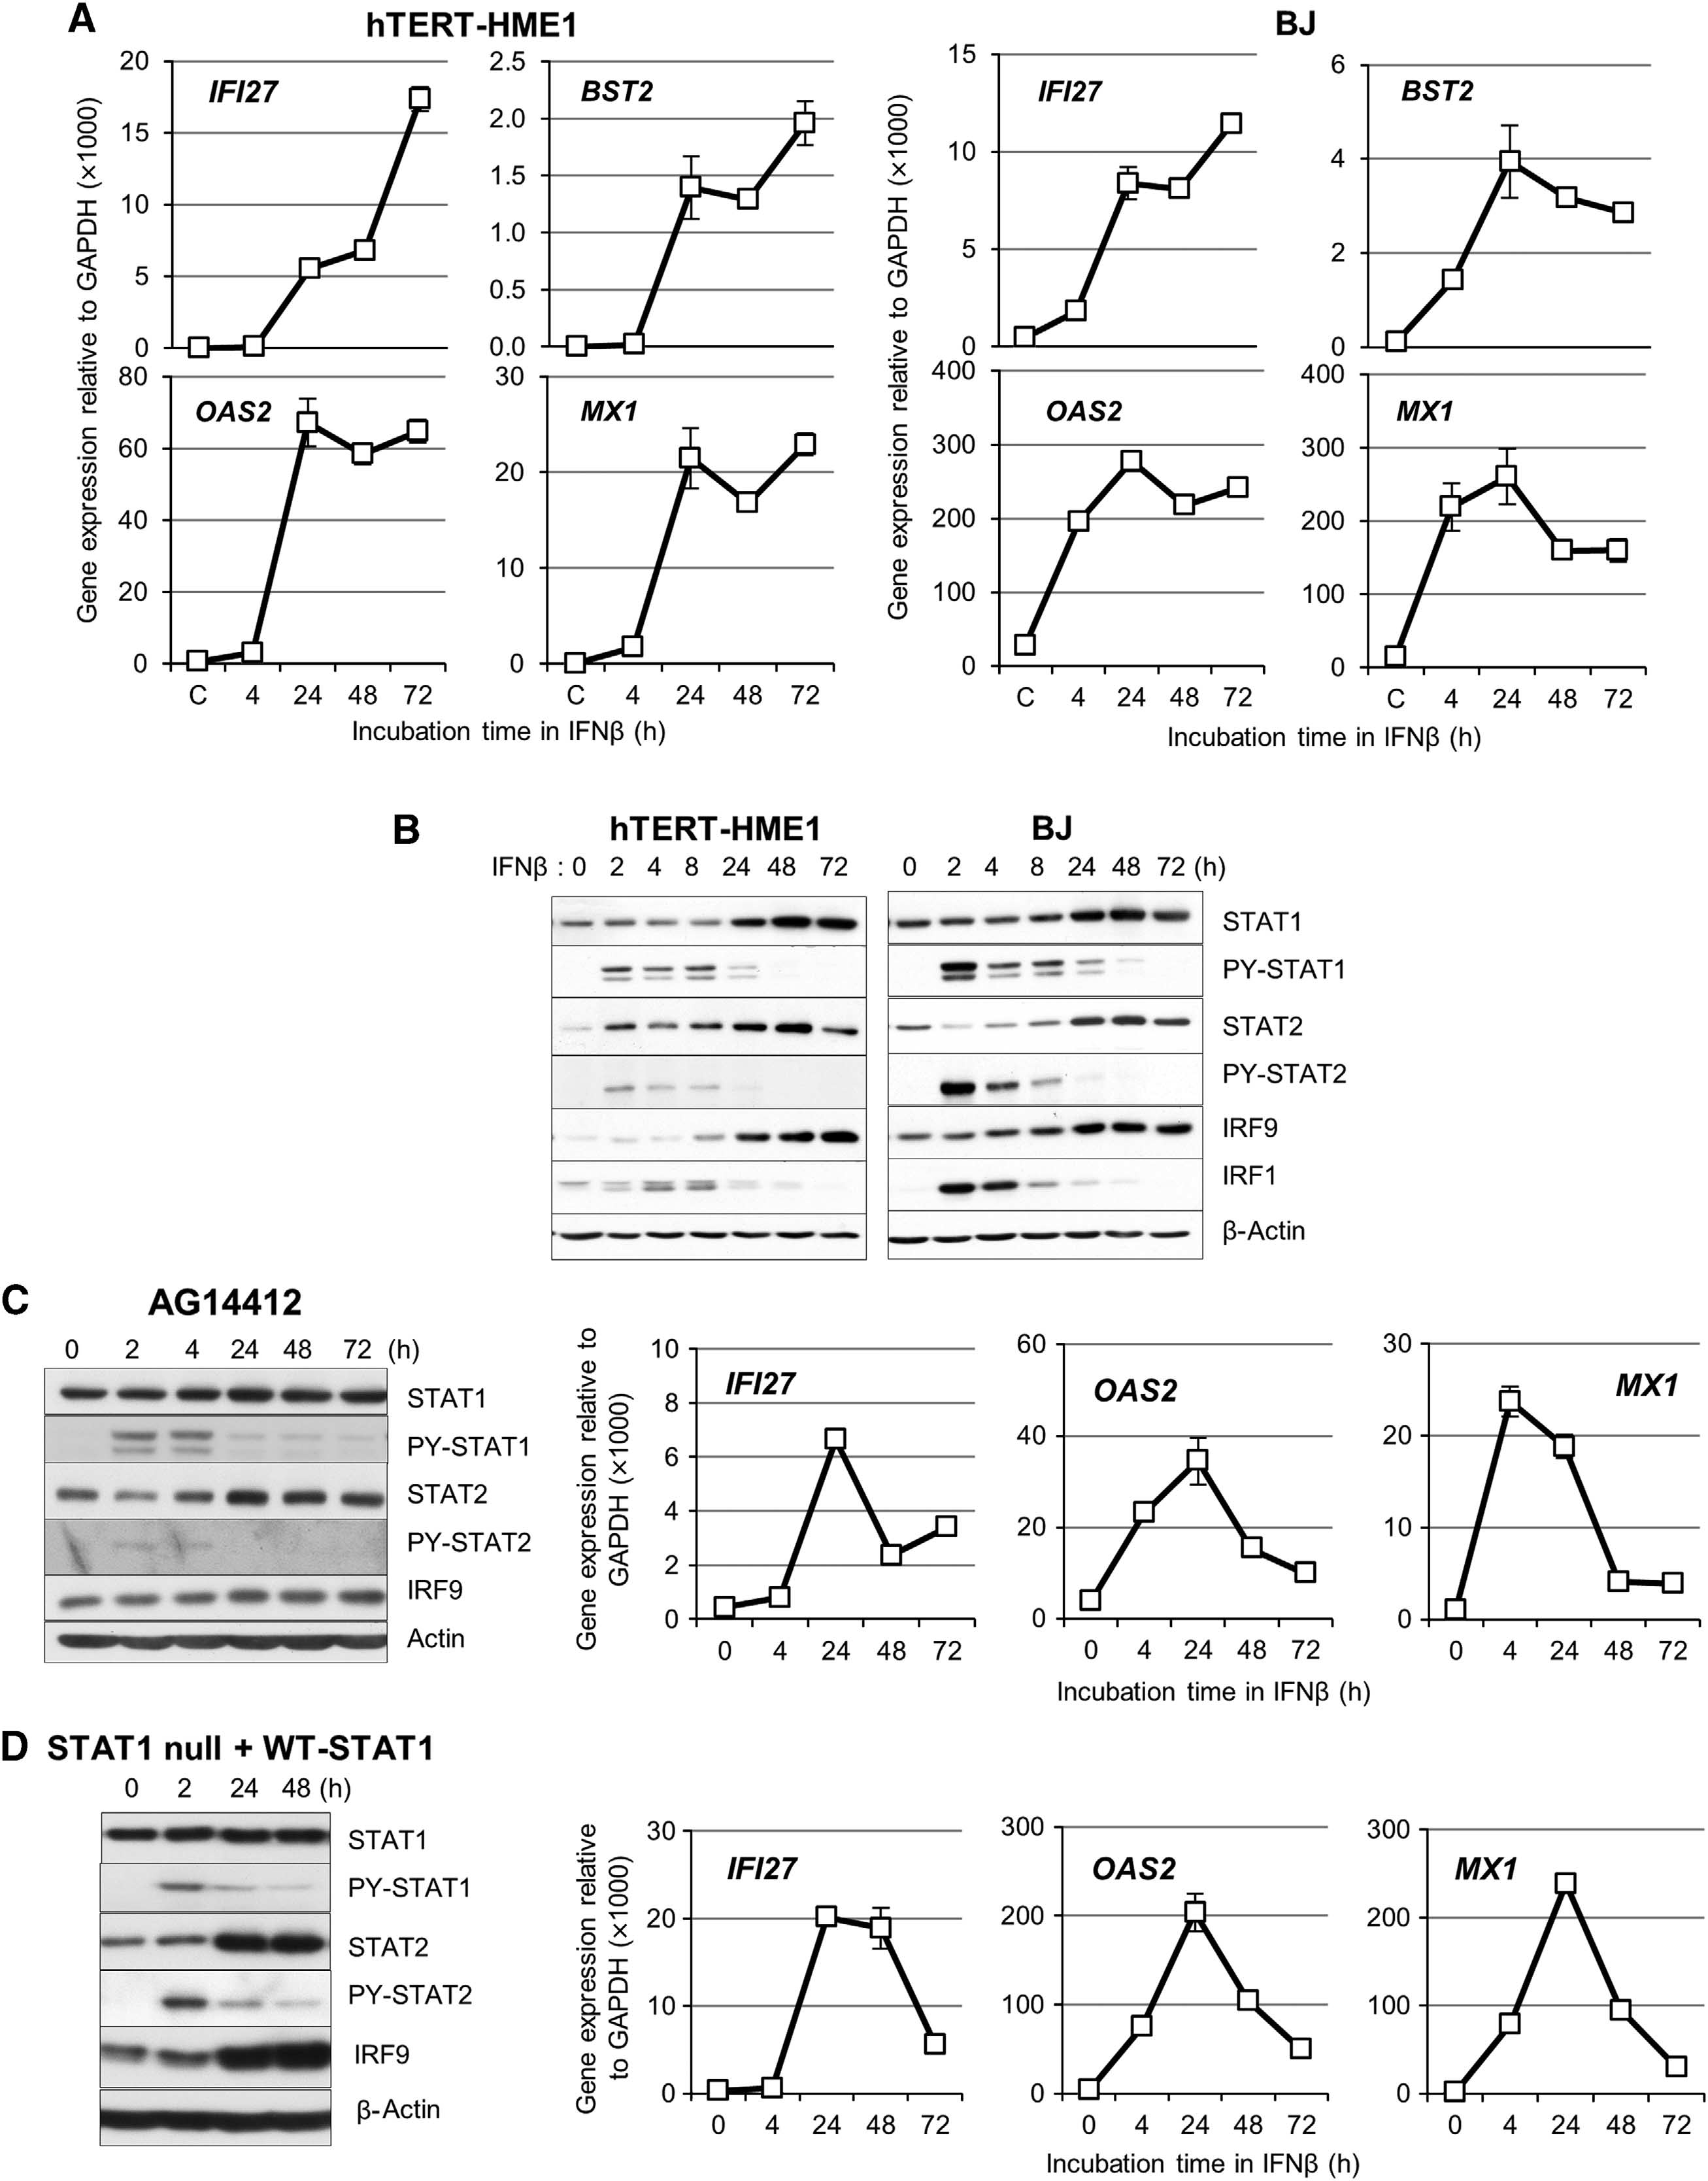 A
hTERT-HME1
BJ
Gene expression relative to GAPDH (×1000)
20
15
10
5
0
IFI27
2.5
2.0
1.5
1.0
0.5
0.0
BST2
Gene expression relative to GAPDH (×1000)
15
10
5
0
IFI27
6
4
2
0
BST2
80
60
40
20
0
OAS2
30
20
10
0
MX1
400
300
200
100
0
OAS2
400
300
200
100
0
MX1
C 4 24 48 72
C 4 24 48 72
C 4 24 48 72
C 4 24 48 72
Incubation time in IFNβ (h)
Incubation time in IFNβ (h)
B
hTERT-HME1
BJ
IFNβ : 0 2 4 8 24 48 72
0 2 4 8 24 48 72 (h)
STAT1
PY-STAT1
STAT2
PY-STAT2
IRF9
IRF1
β-Actin
C
AG14412
0 2 4 24 48 72 (h)
STAT1
PY-STAT1
STAT2
PY-STAT2
IRF9
Actin
Gene expression relative to
GAPDH (×1000)
10
8
6
4
2
0
IFI27
0 4 24 48 72
60
40
20
0
OAS2
0 4 24 48 72
30
20
10
0
MX1
0 4 24 48 72
Incubation time in IFNβ (h)
D
STAT1 null + WT-STAT1
0 2 24 48 (h)
STAT1
PY-STAT1
STAT2
PY-STAT2
IRF9
β-Actin
Gene expression relative
to GAPDH (×1000)
30
20
10
0
IFI27
0 4 24 48 72
300
200
100
0
OAS2
0 4 24 48 72
300
200
100
0
MX1
0 4 24 48 72
Incubation time in IFNβ (h)